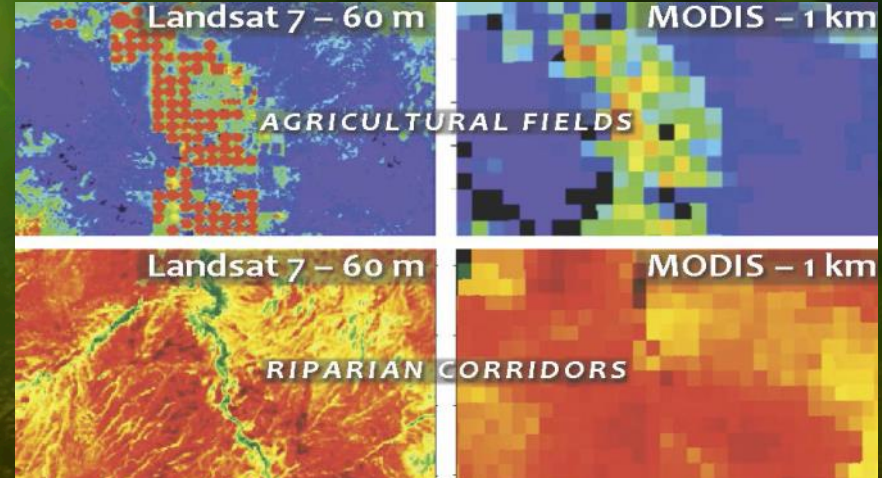 Landsat 7 – 60 m
MODIS – 1 km
AGRICULTURAL FIELDS
Landsat 7 – 60 m
MODIS – 1 km
RIPARIAN CORRIDORS